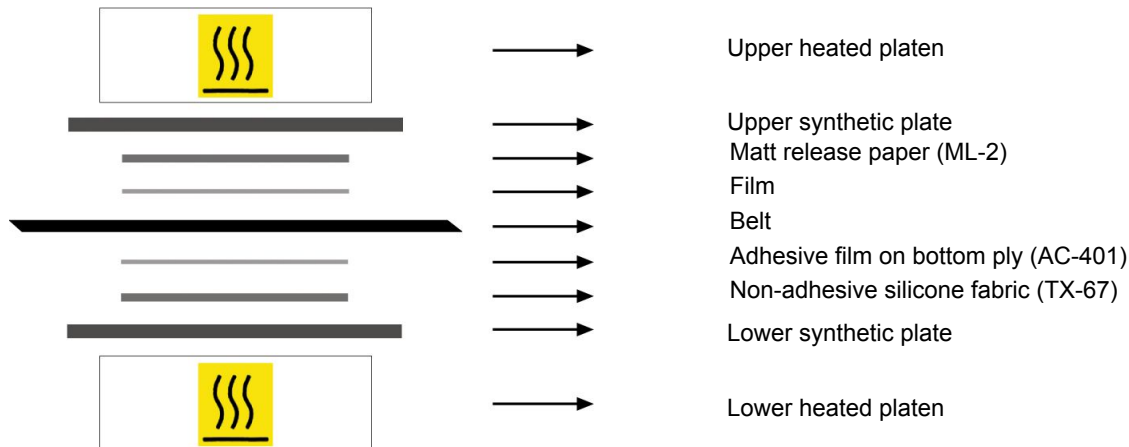 Upper heated platen
Upper synthetic plate
Matt release paper (ML-2)
Film
Belt
Adhesive film on bottom ply (AC-401)
Non-adhesive silicone fabric (TX-67)
Lower synthetic plate
Lower heated platen